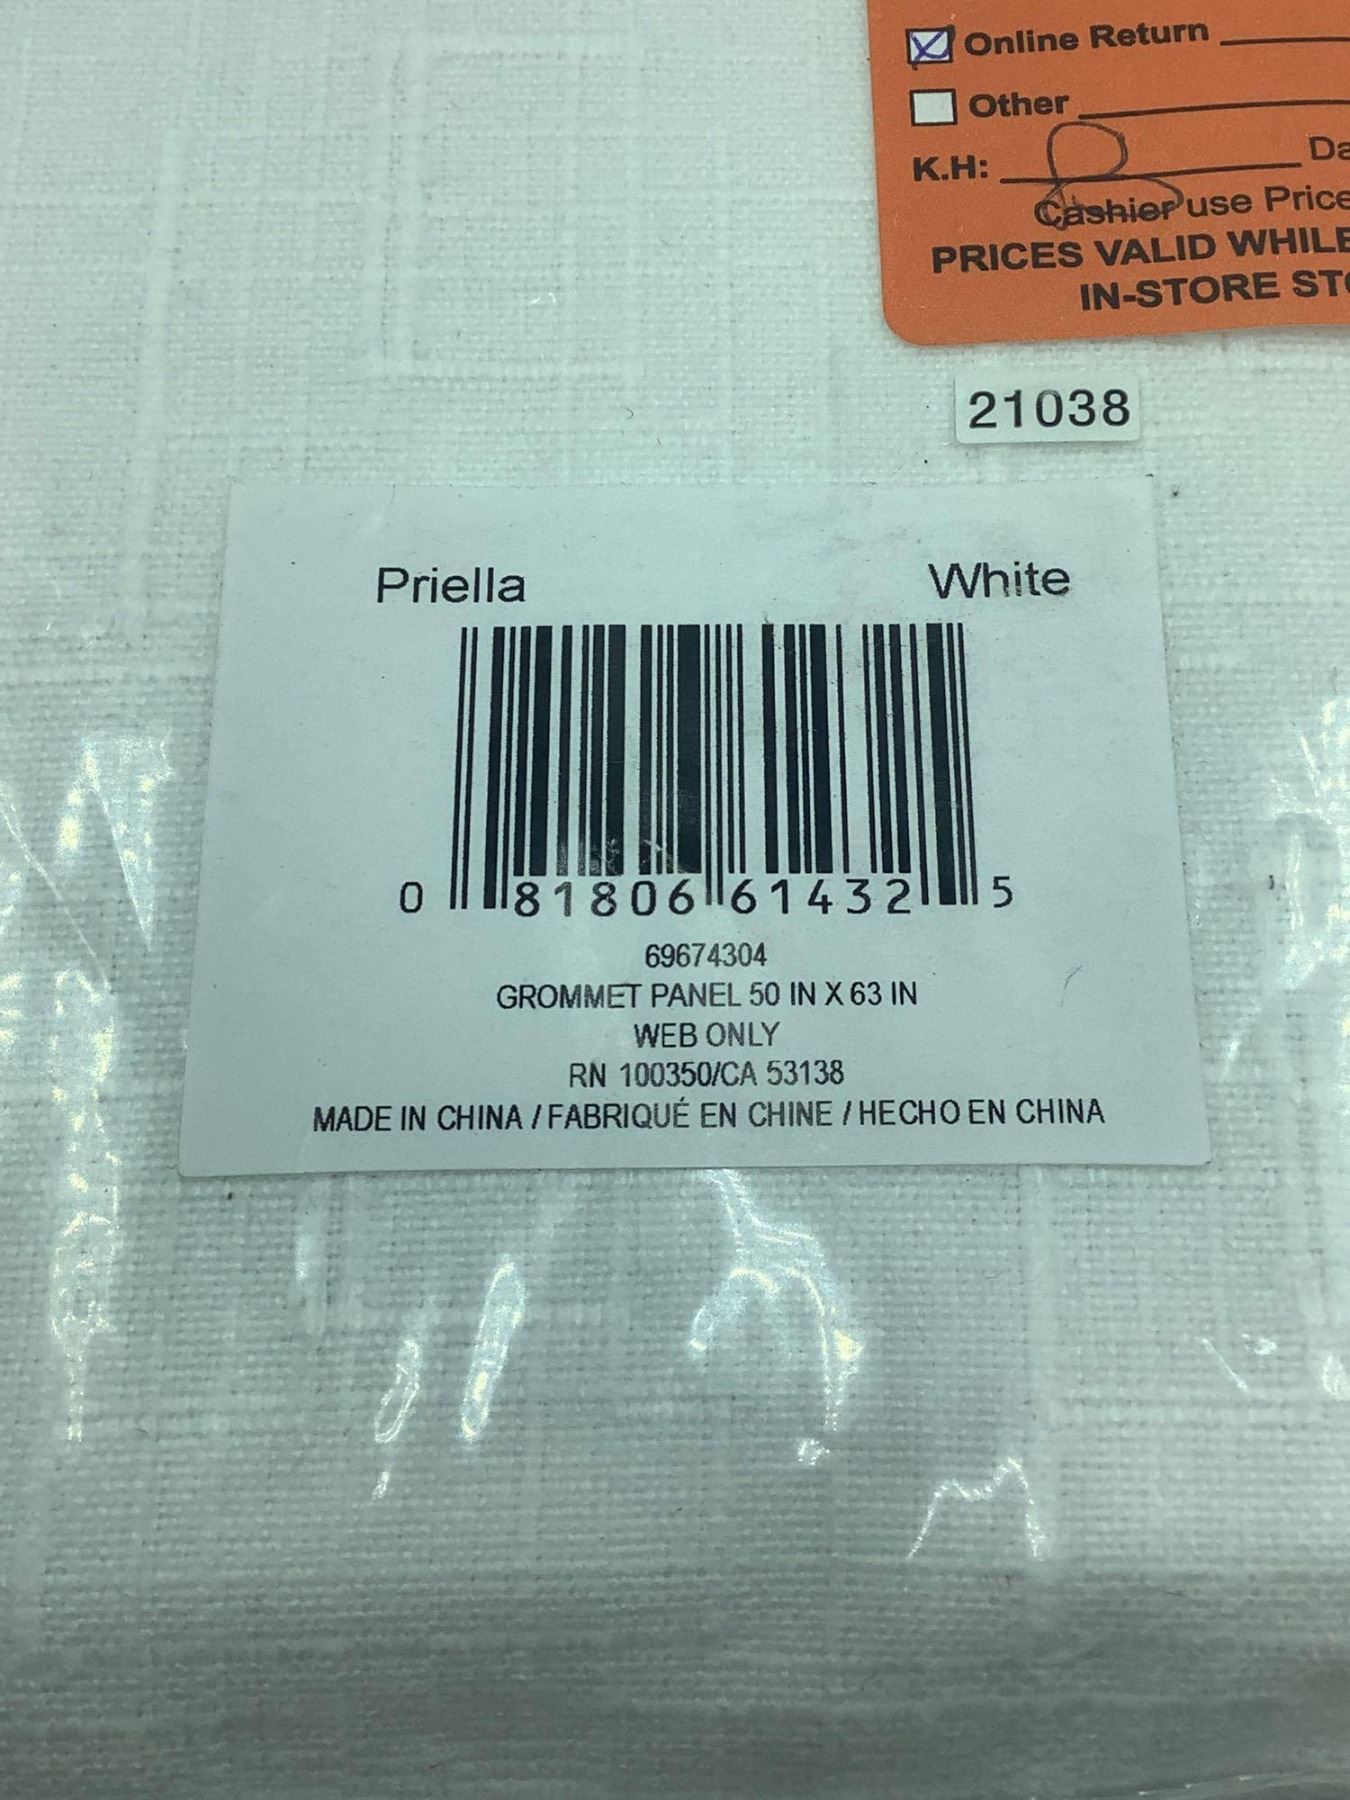 Online Return
Other
K.H:
Cashier use Price
PRICES VALID WHILE
IN-STORE
21038
Priella White
0 81806 61432 5
69674304
GROMMET PANEL 50 IN X 63 IN
WEB ONLY
RN 100350/CA 53138
MADE IN CHINA / FABRIQUÉ EN CHINE / HECHO EN CHINA